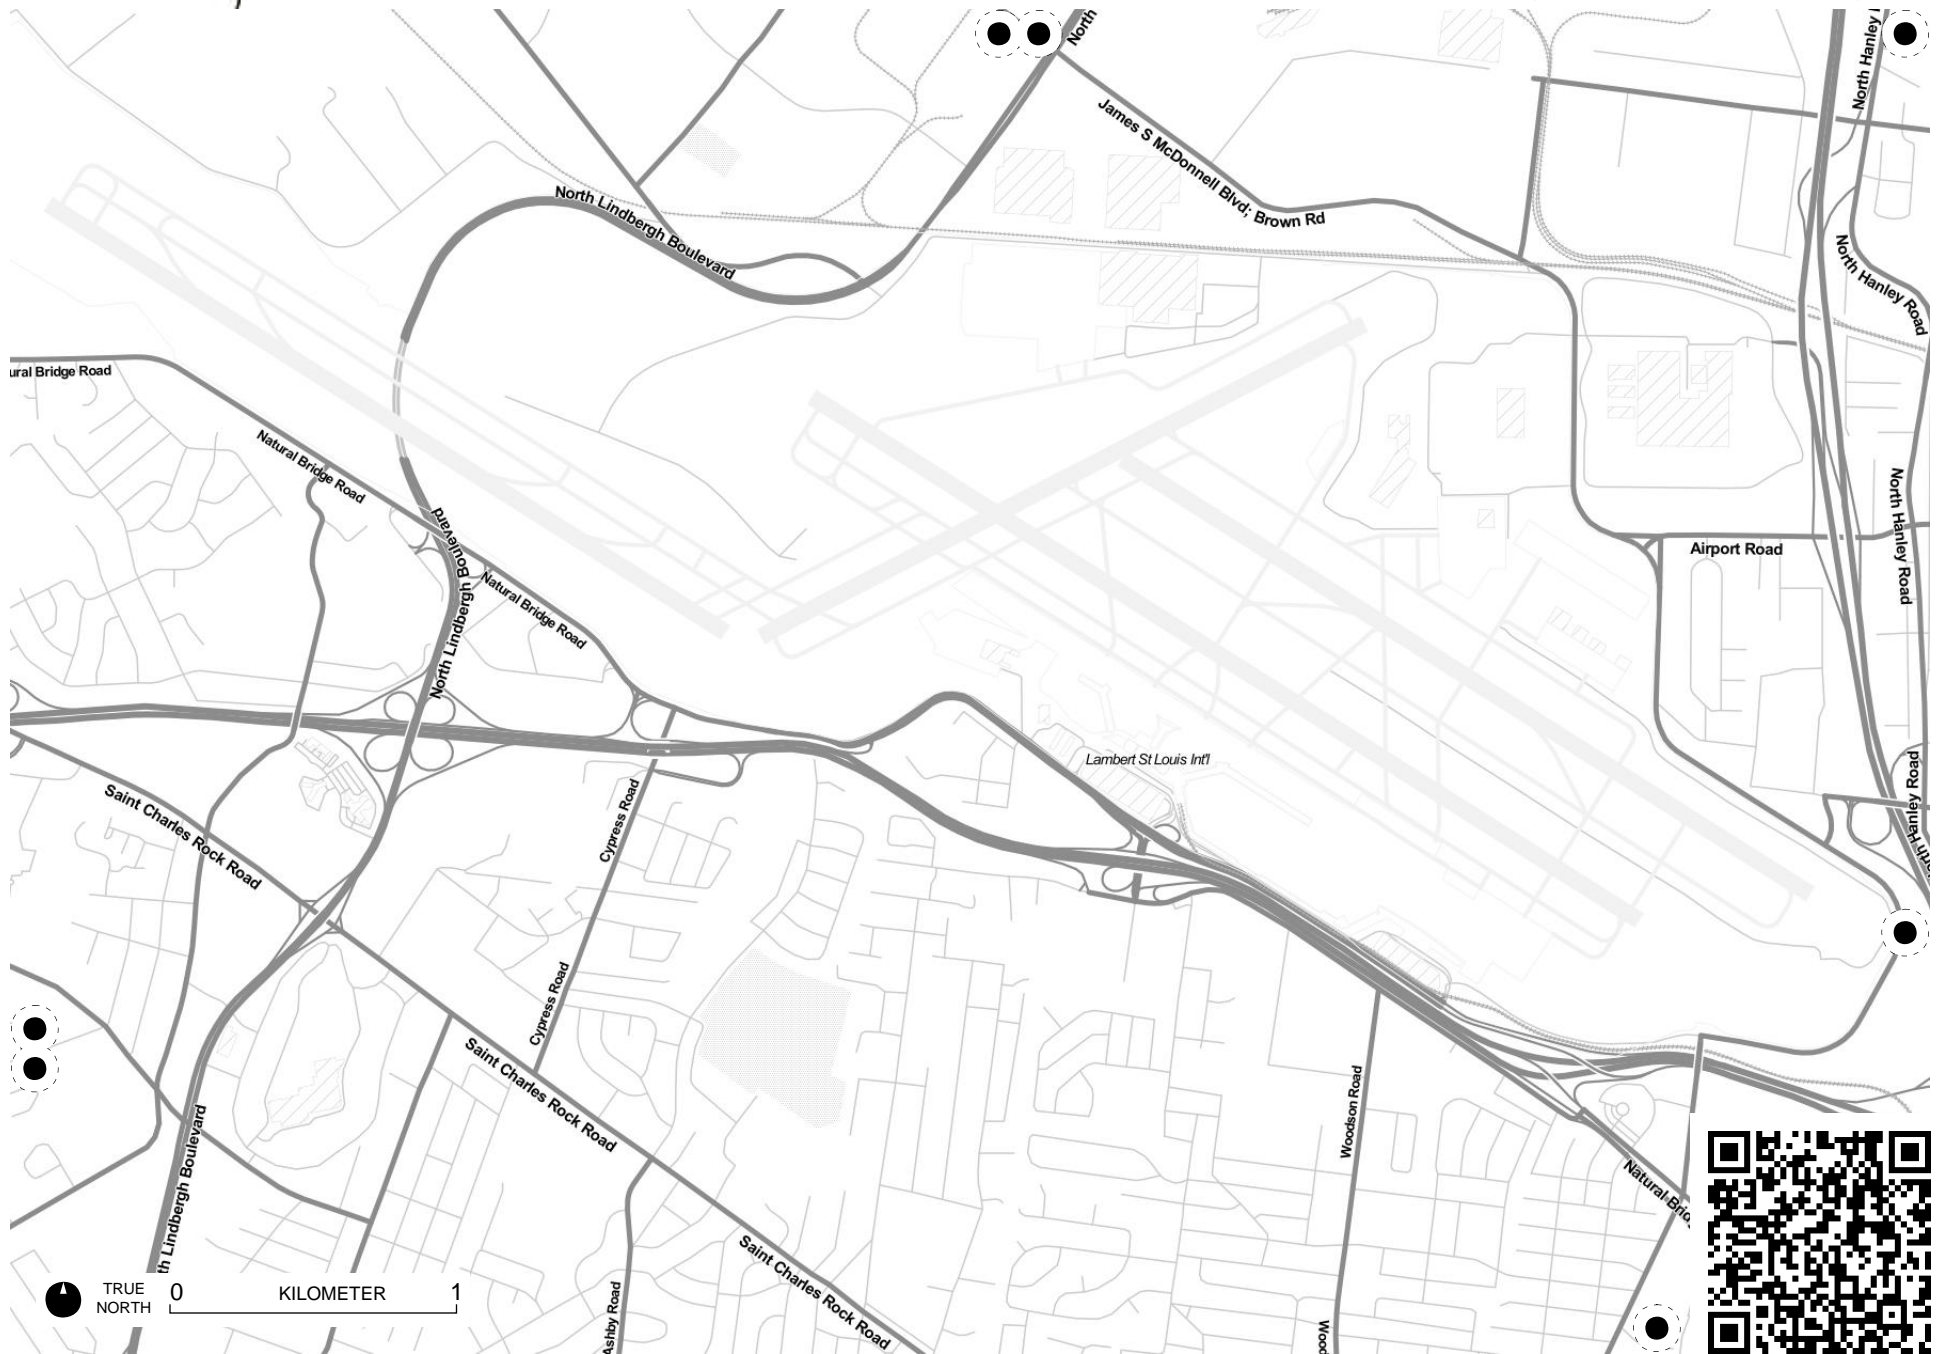 North
North Hanley
James S McDonnell Blvd; Brown Rd
North Lindbergh Boulevard
North Hanley Road
ural Bridge Road
Natural Bridge Road
North Lindbergh Boulevard
Natural Bridge Road
Airport Road
North Hanley Road
Lambert St Louis Int'l
North Hanley Road
Saint Charles Rock Road
Cypress Road
Cypress Road
Saint Charles Rock Road
Woodson Road
th Lindbergh Boulevard
Natural Bridg
Saint Charles Rock Road
Ashby Road
Wood
TRUE
NORTH
0 KILOMETER 1